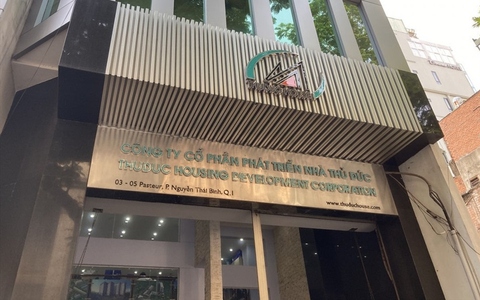 CÔNG TY CỔ PHẦN PHÁT TRIỂN NHÀ THỦ ĐỨC
THUDUC HOUSING DEVELOPMENT CORPORATION
03 - 05 Pasteur, P. Nguyễn Thái Bình, Q.1
www.thuduchouse.com